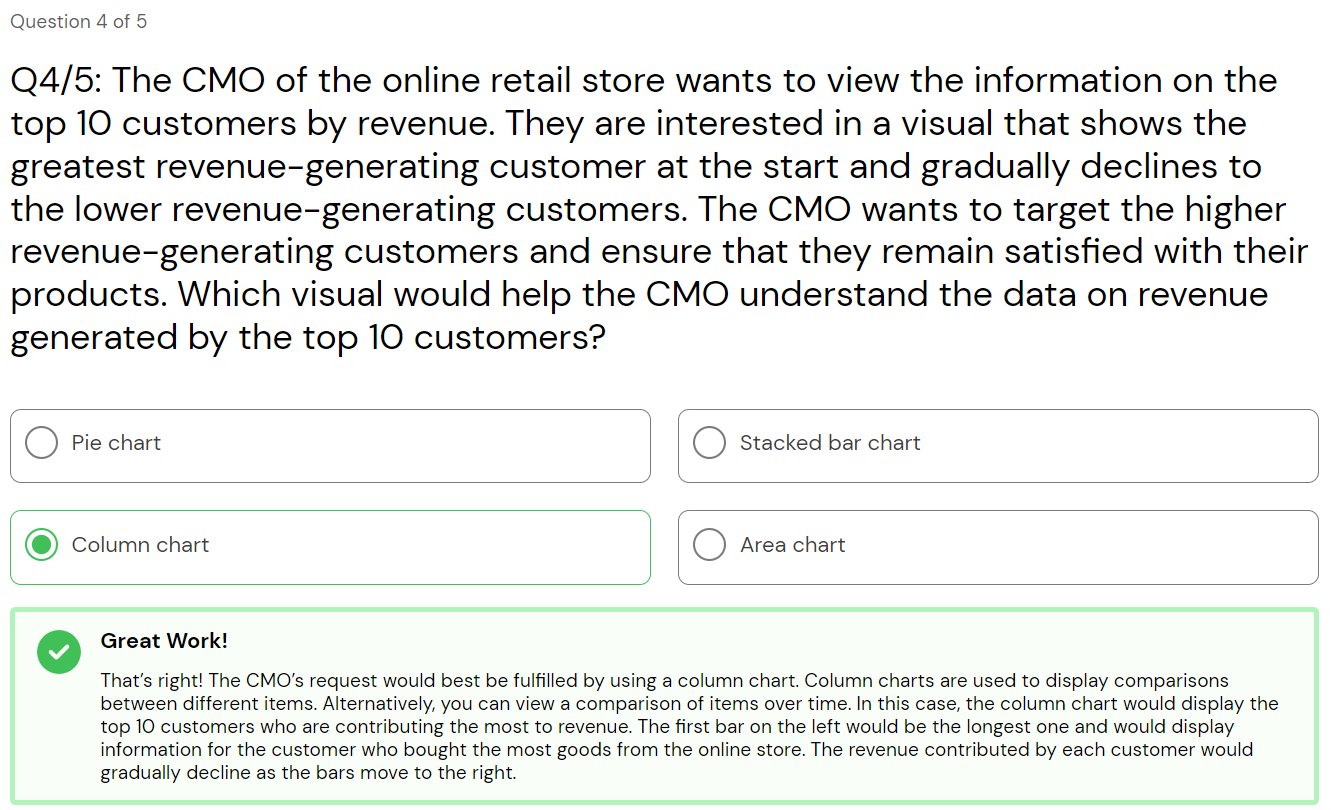 Question 4 of 5
Q4/5: The CMO of the online retail store wants to view the information on the
top 10 customers by revenue. They are interested in a visual that shows the
greatest revenue-generating customer at the start and gradually declines to
the lower revenue-generating customers. The CMO wants to target the higher
revenue-generating customers and ensure that they remain satisfied with their
products. Which visual would help the CMO understand the data on revenue
generated by the top 10 customers?
Pie chart
Stacked bar chart
Column chart
Area chart
Great Work!
That's right! The CMO's request would best be fulfilled by using a column chart. Column charts are used to display comparisons
between different items. Alternatively, you can view a comparison of items over time. In this case, the column chart would display the
top 10 customers who are contributing the most to revenue. The first bar on the left would be the longest one and would display
information for the customer who bought the most goods from the online store. The revenue contributed by each customer would
gradually decline as the bars move to the right.